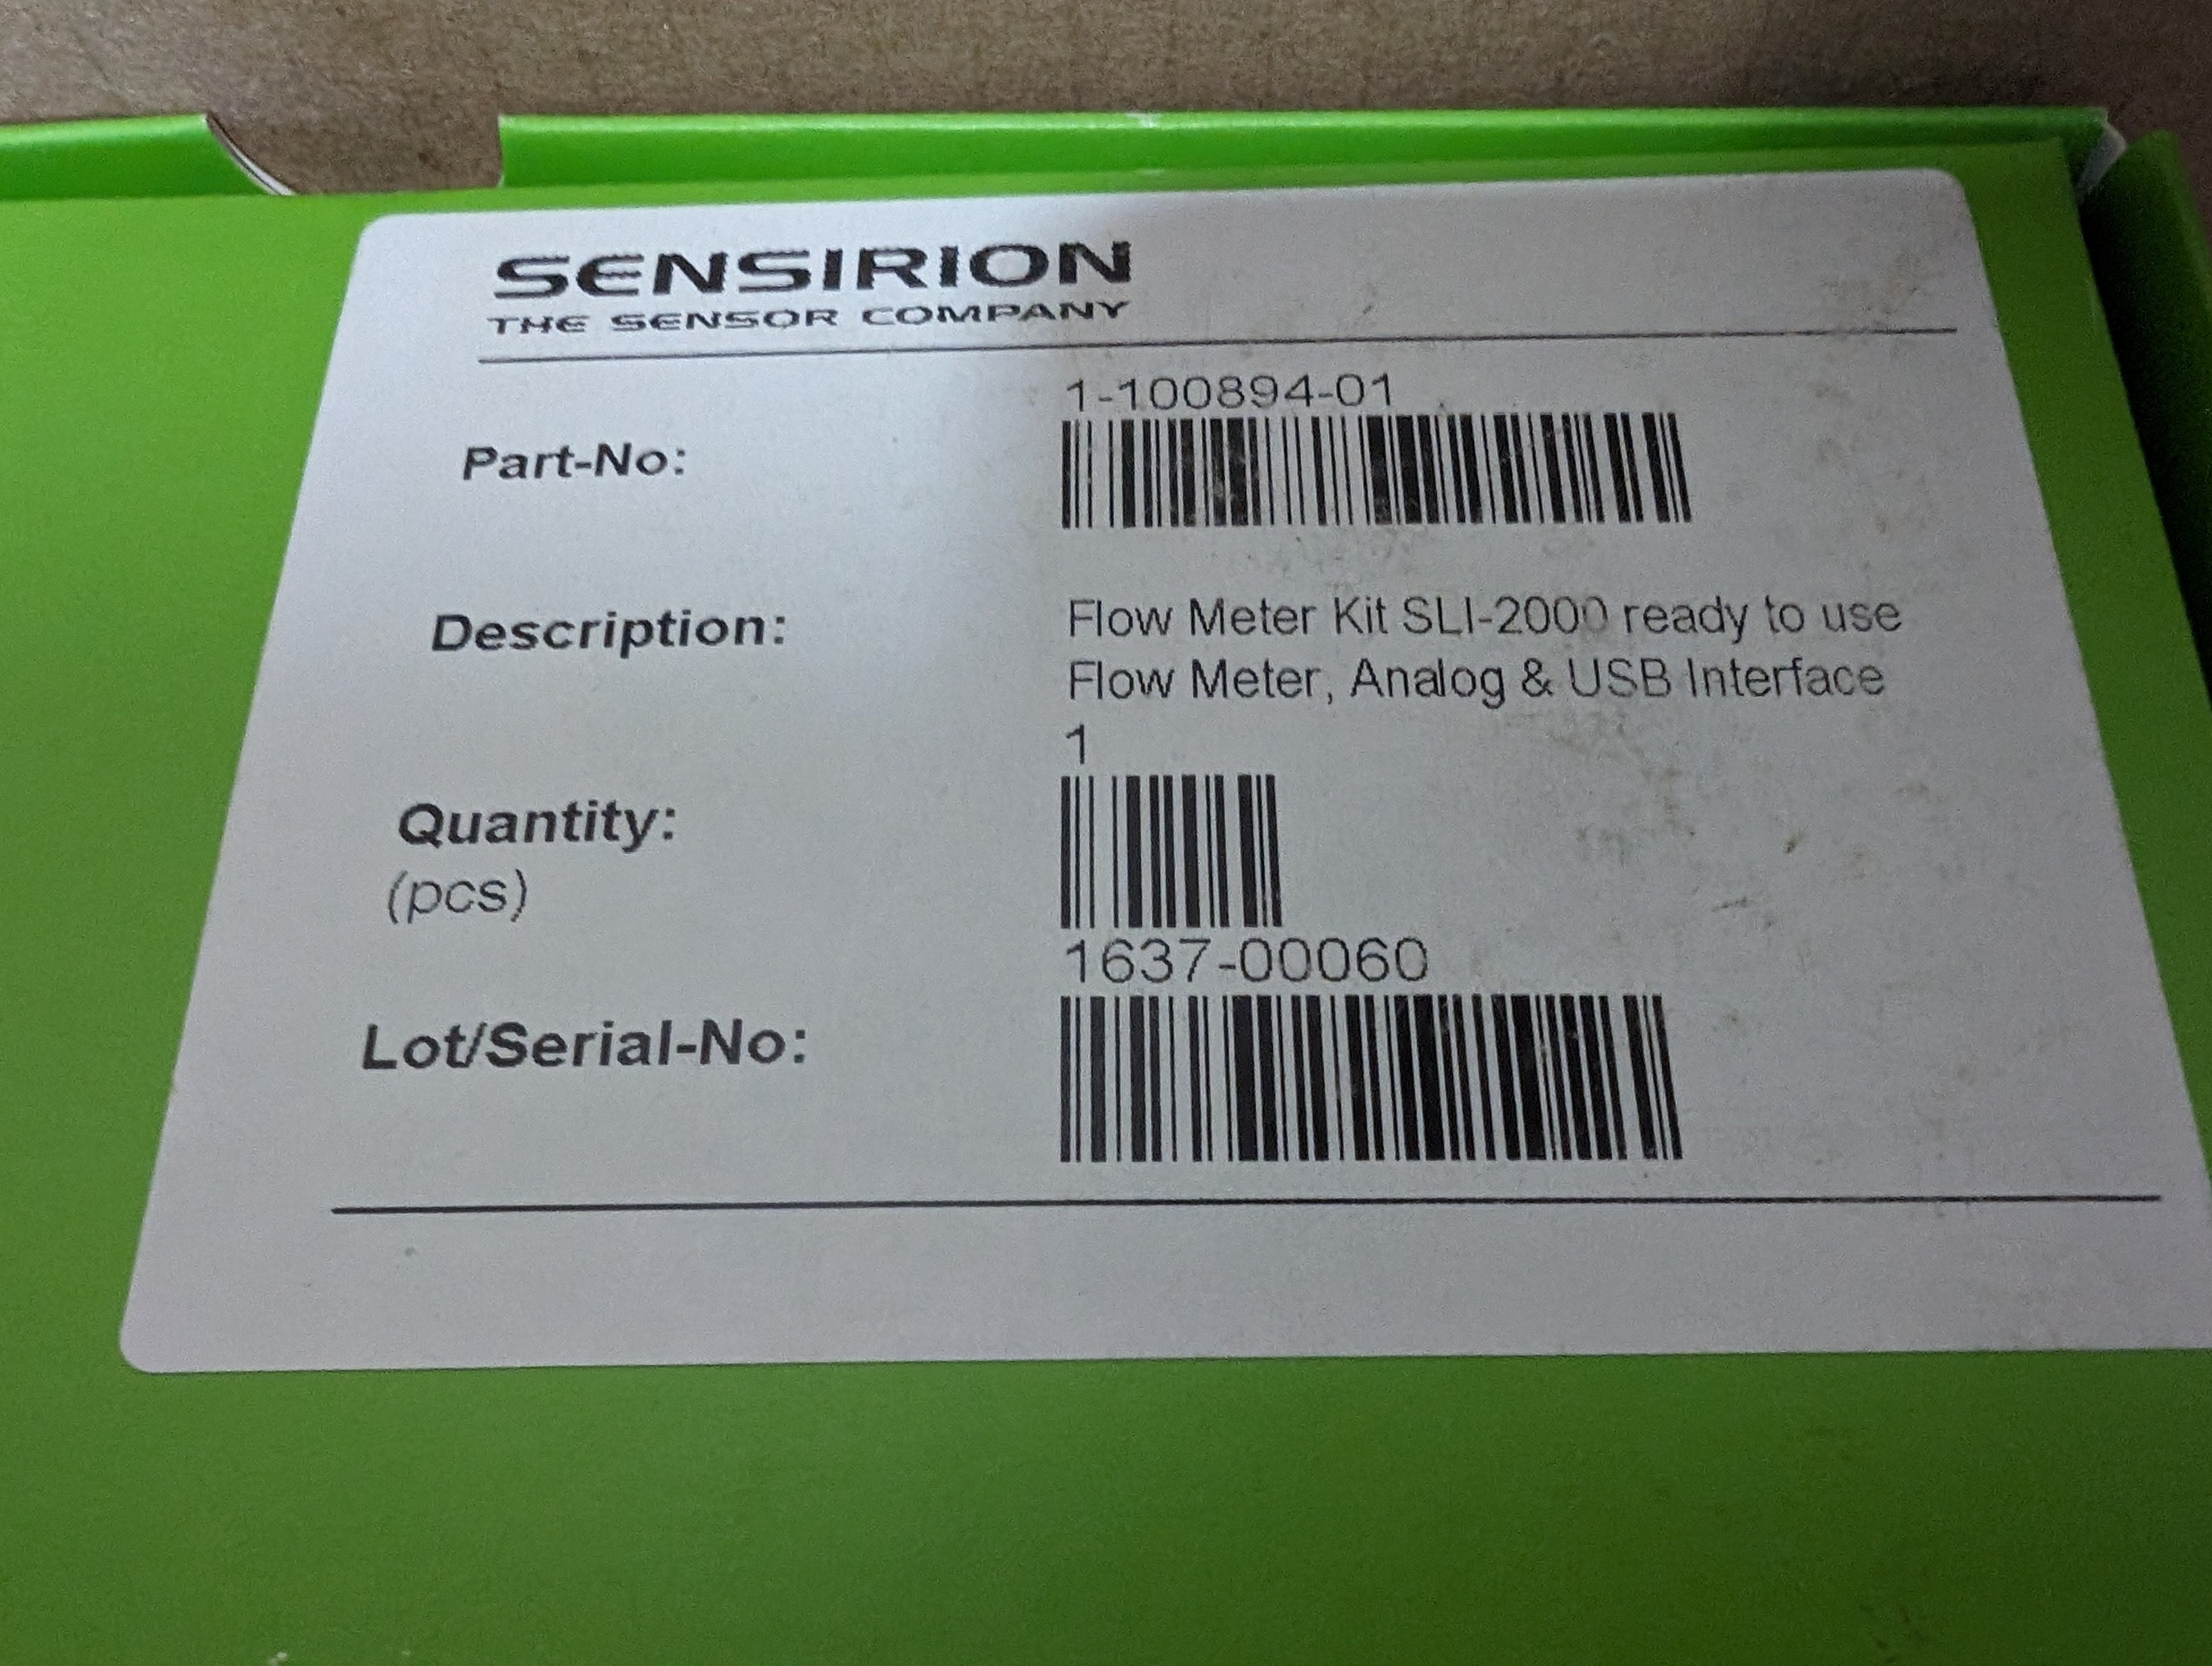 SENSIRION
THE SENSOR COMPANY
1-100894-01
Part-No:
Description:
Flow Meter Kit SLI-2000 ready to use
Flow Meter, Analog & USB Interface
1
Quantity:
(pcs)
1637-00060
Lot/Serial-No: